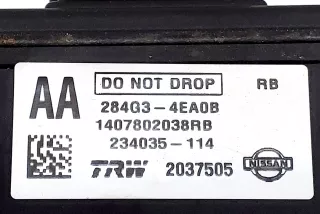 DO NOT DROP RB
AA
284G3-4EA0B
1407802038RB
234035-114
TRW 2037505 NISSAN